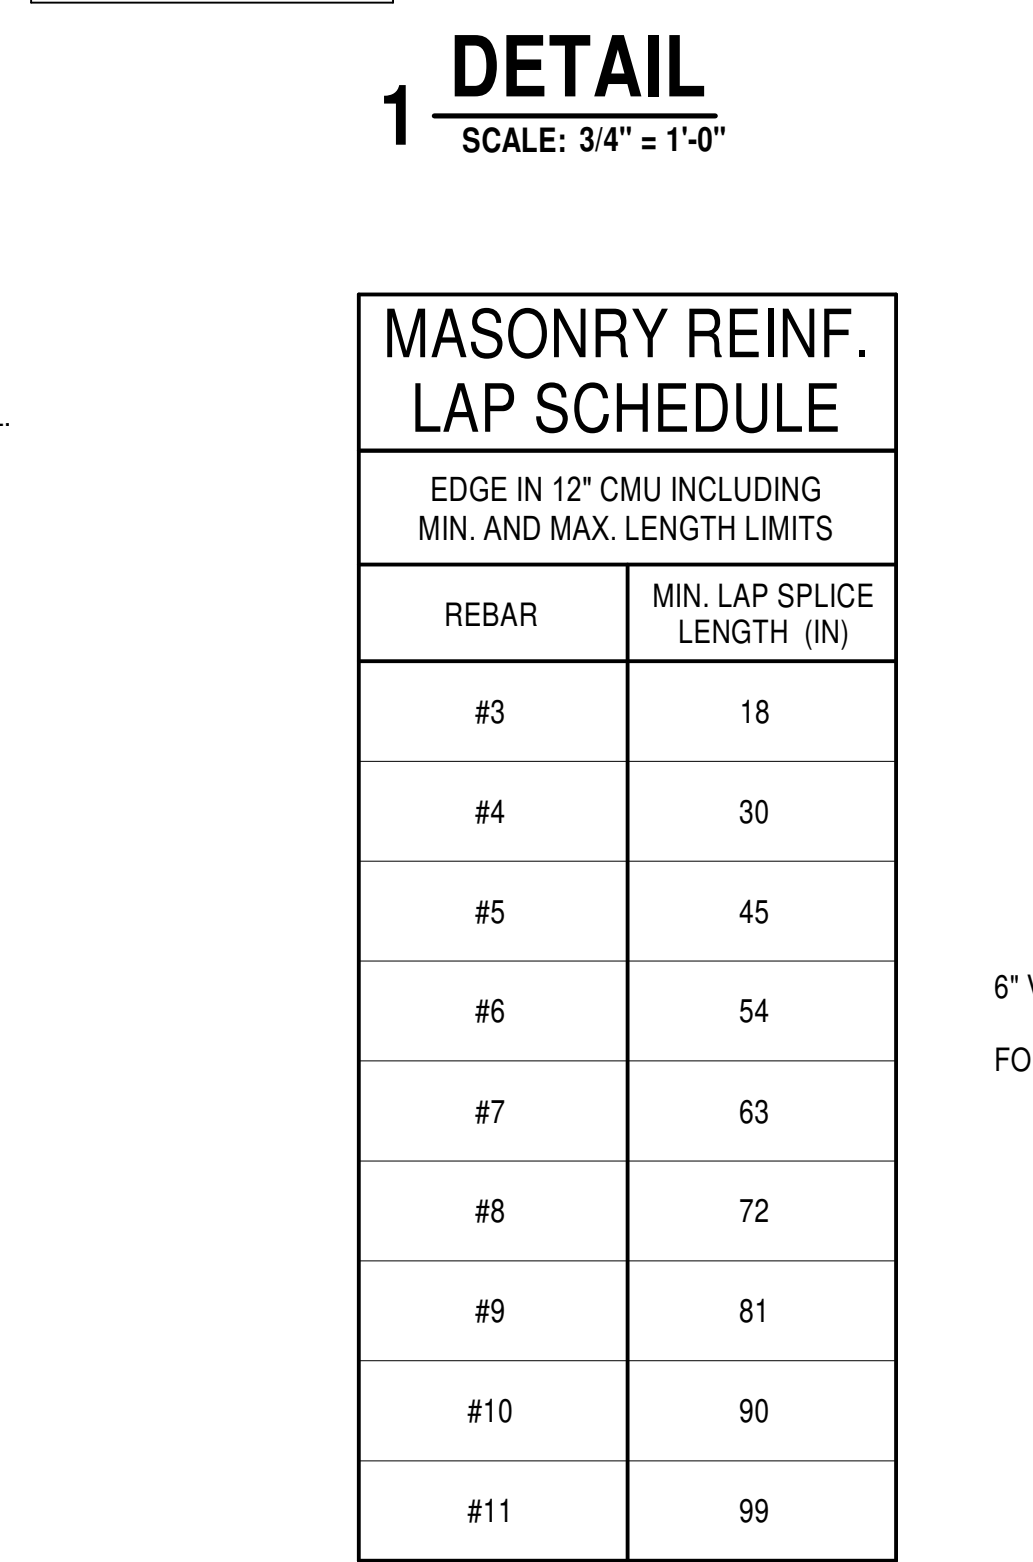 DETAIL
1
SCALE: 3/4" = 1'-0"
MASONRY REINF.
LAP SCHEDULE
EDGE IN 12" CMU INCLUDING
MIN. AND MAX. LENGTH LIMITS
REBAR
MIN. LAP SPLICE
LENGTH (IN)
#3 18
#4 30
#5 45
#6 54
#7 63
#8 72
#9 81
#10 90
#11 99
6"
FO